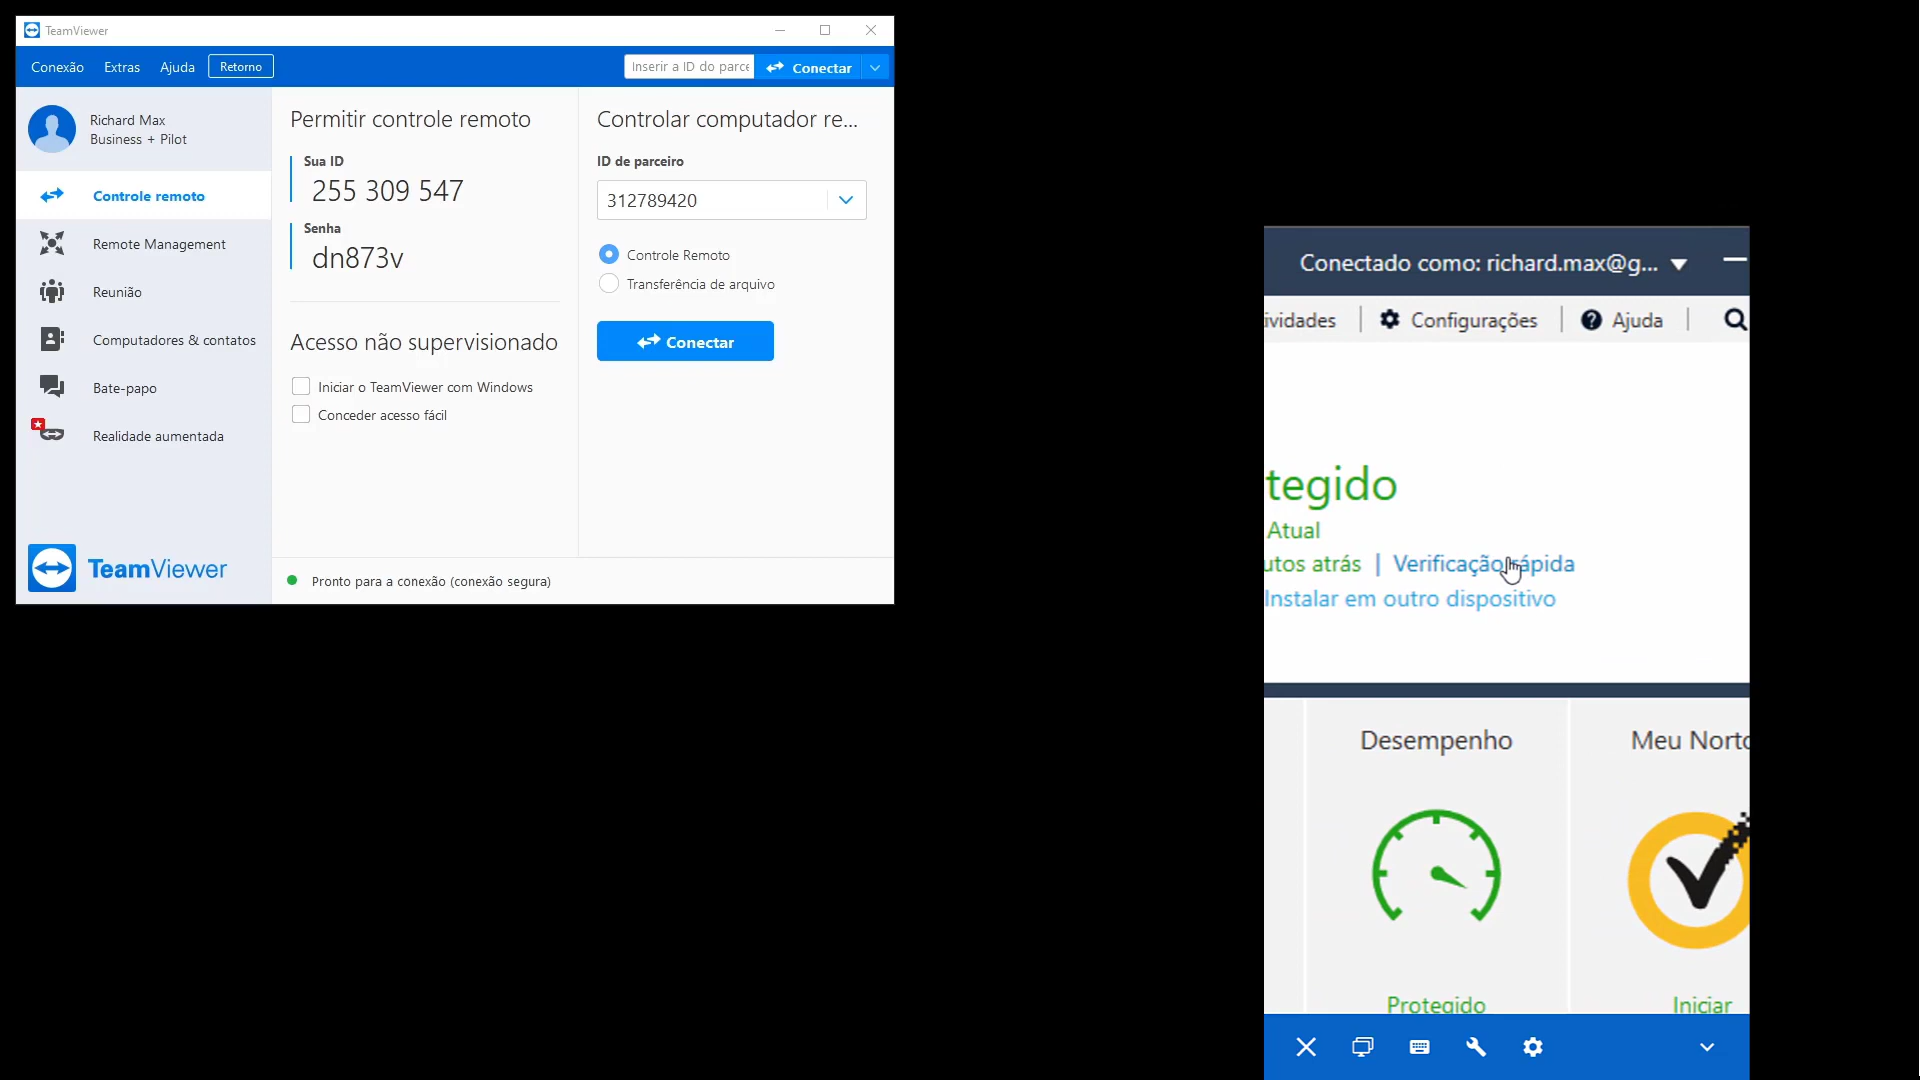 TeamViewer
Conexão Extras Ajuda Retorno
Inserir a ID do parce Conectar
Richard Max
Business + Pilot
Controle remoto
Remote Management
Reunião
Computadores & contatos
Bate-papo
Realidade aumentada
TeamViewer
Permitir controle remoto
Sua ID
255 309 547
Senha
dn873v
Acesso não supervisionado
Iniciar o TeamViewer com Windows
Conceder acesso fácil
Controlar computador re...
ID de parceiro
312789420
Controle Remoto
Transferência de arquivo
Conectar
Pronto para a conexão (conexão segura)
Conectado como: richard.max@g...
ividades Configurações Ajuda
tegido
Atual
utos atrás | Verificação rápida
Instalar em outro dispositivo
Desempenho
Meu Norto
Protegido
Iniciar